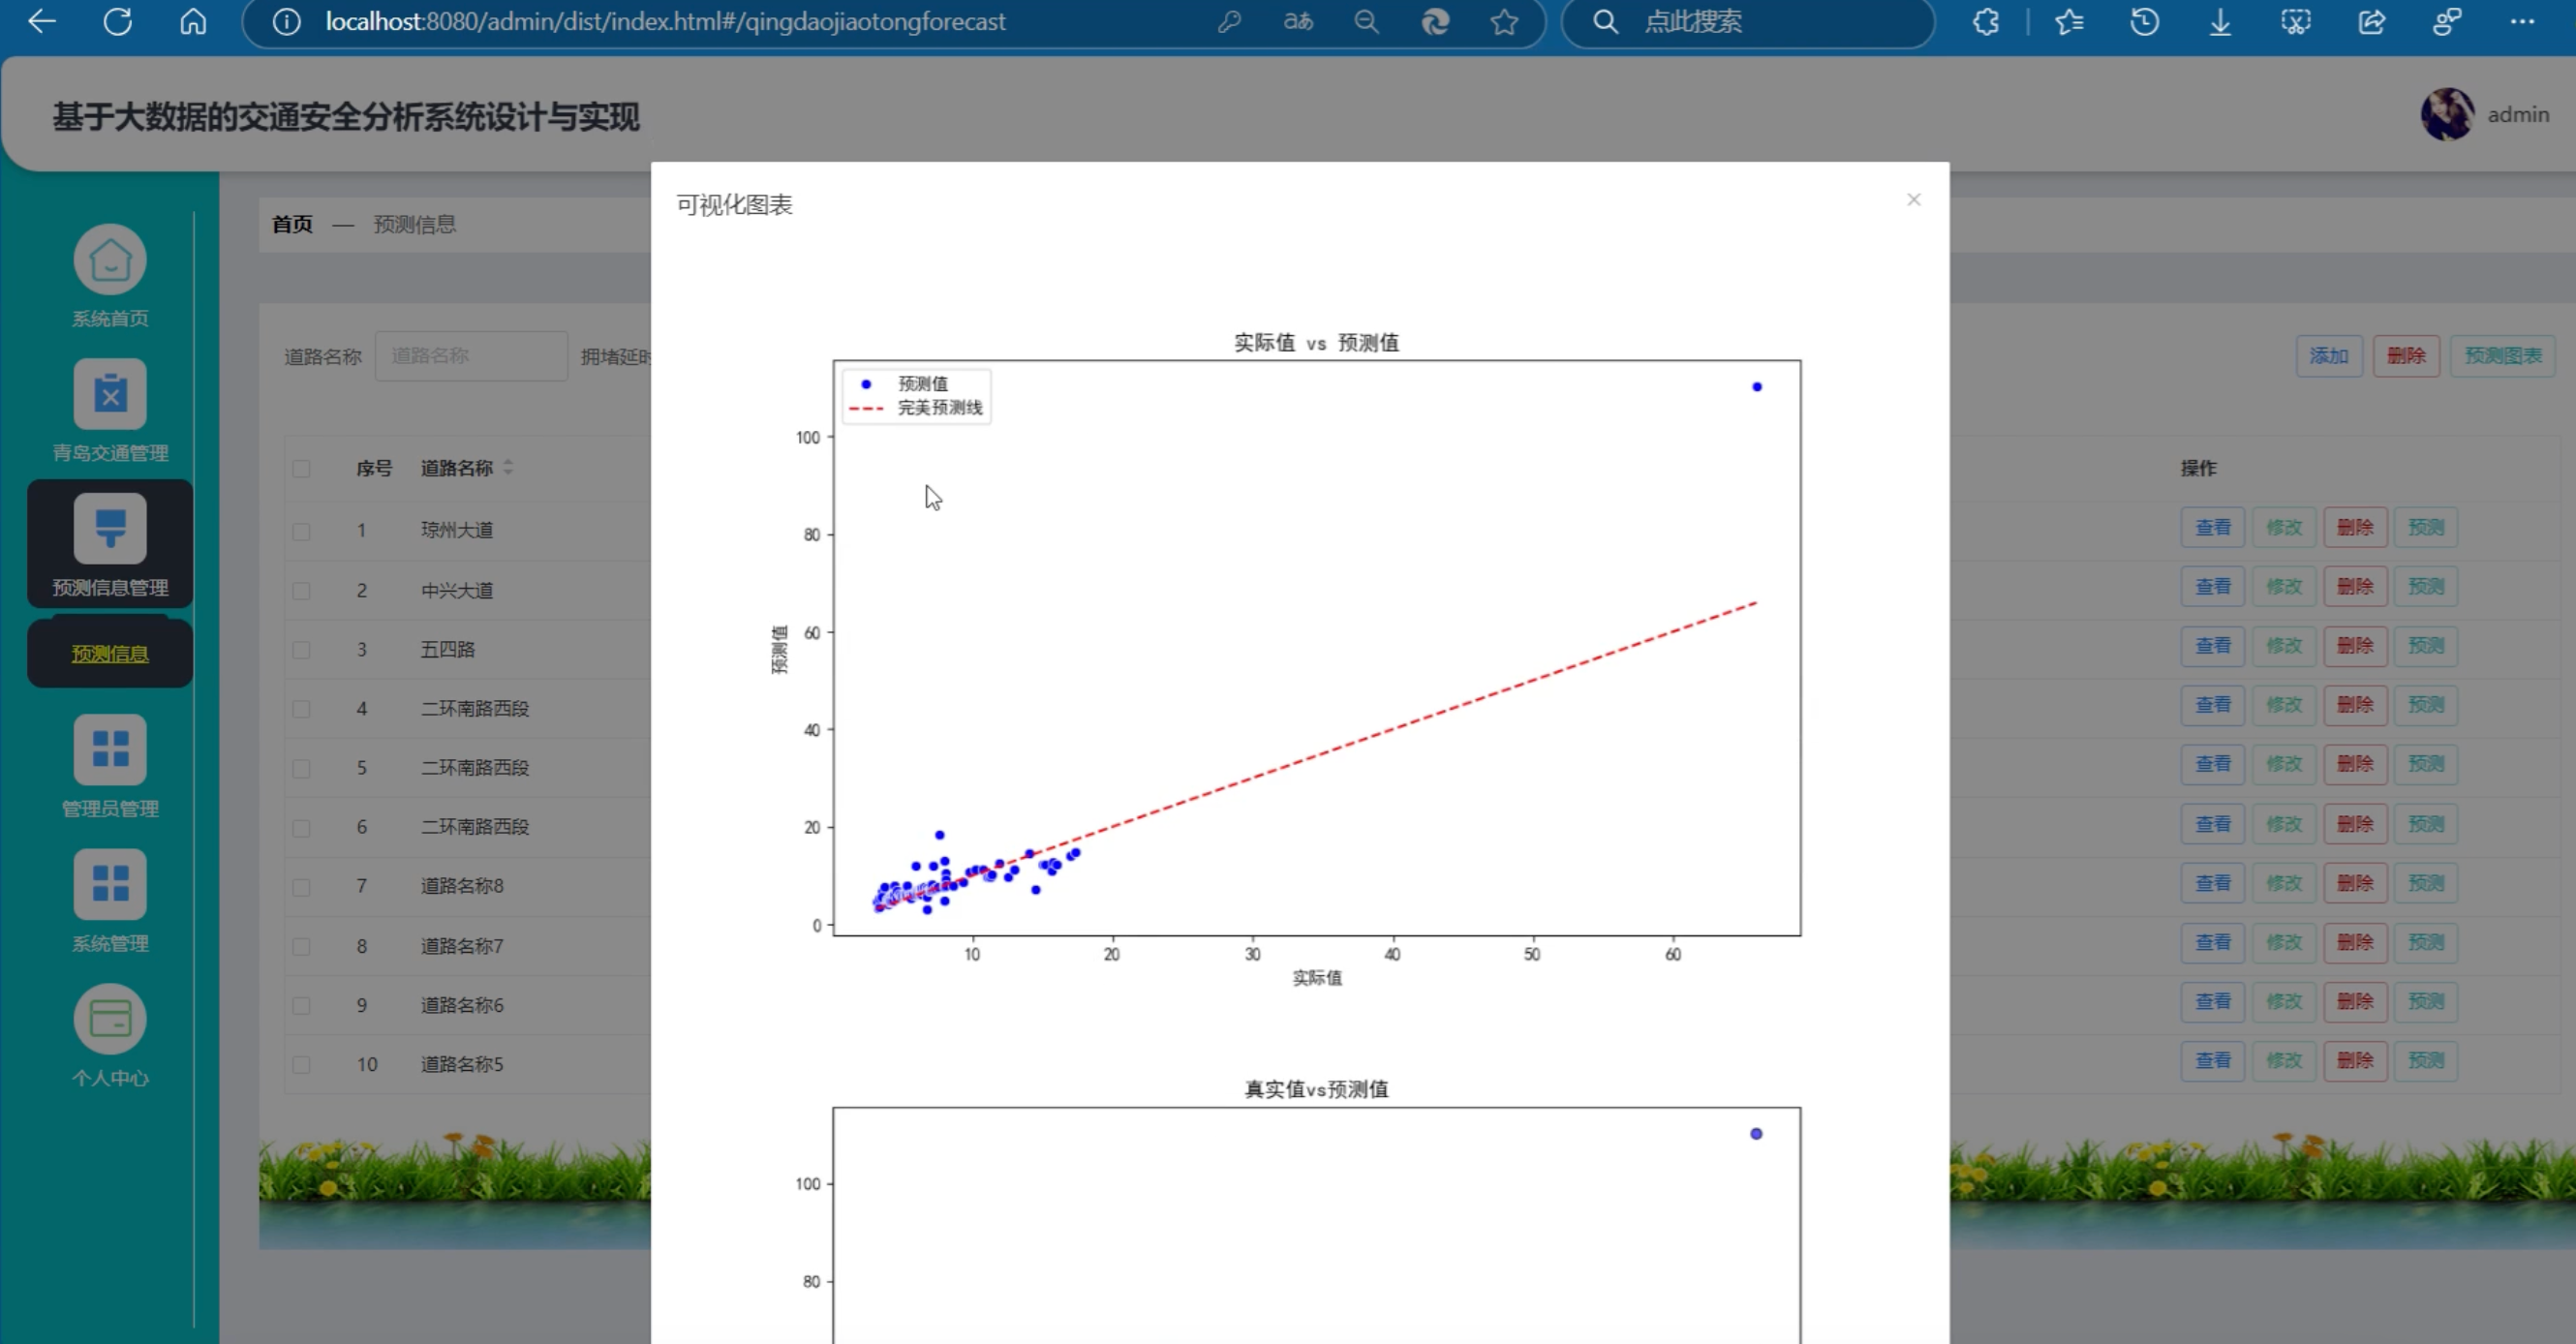 localhost:8080/admin/dist/index.html#/qingdaojiaotongforecast
点此搜索
基于大数据的交通安全分析系统设计与实现
admin
系统首页
青岛交通管理
预测信息管理
预测信息
管理员管理
系统管理
个人中心
首页 — 预测信息
道路名称 道路名称 拥堵延时
添加 删除 预测图表
序号 道路名称 操作
1 琼州大道 查看 修改 删除 预测
2 中兴大道 查看 修改 删除 预测
3 五四路 查看 修改 删除 预测
4 二环南路西段 查看 修改 删除 预测
5 二环南路西段 查看 修改 删除 预测
6 二环南路西段 查看 修改 删除 预测
7 道路名称8 查看 修改 删除 预测
8 道路名称7 查看 修改 删除 预测
9 道路名称6 查看 修改 删除 预测
10 道路名称5 查看 修改 删除 预测
可视化图表
实际值 vs 预测值
预测值
完美预测线
预测值
100
80
60
40
20
0
10 20 30 40 50 60
实际值
真实值vs预测值
100
80